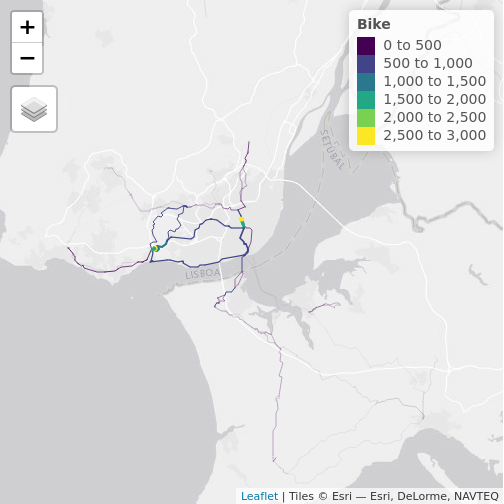 +
−
Bike
0 to 500
500 to 1,000
1,000 to 1,500
1,500 to 2,000
2,000 to 2,500
2,500 to 3,000
SETÚBAL
LISBOA
Leaflet | Tiles © Esri — Esri, DeLorme, NAVTEQ